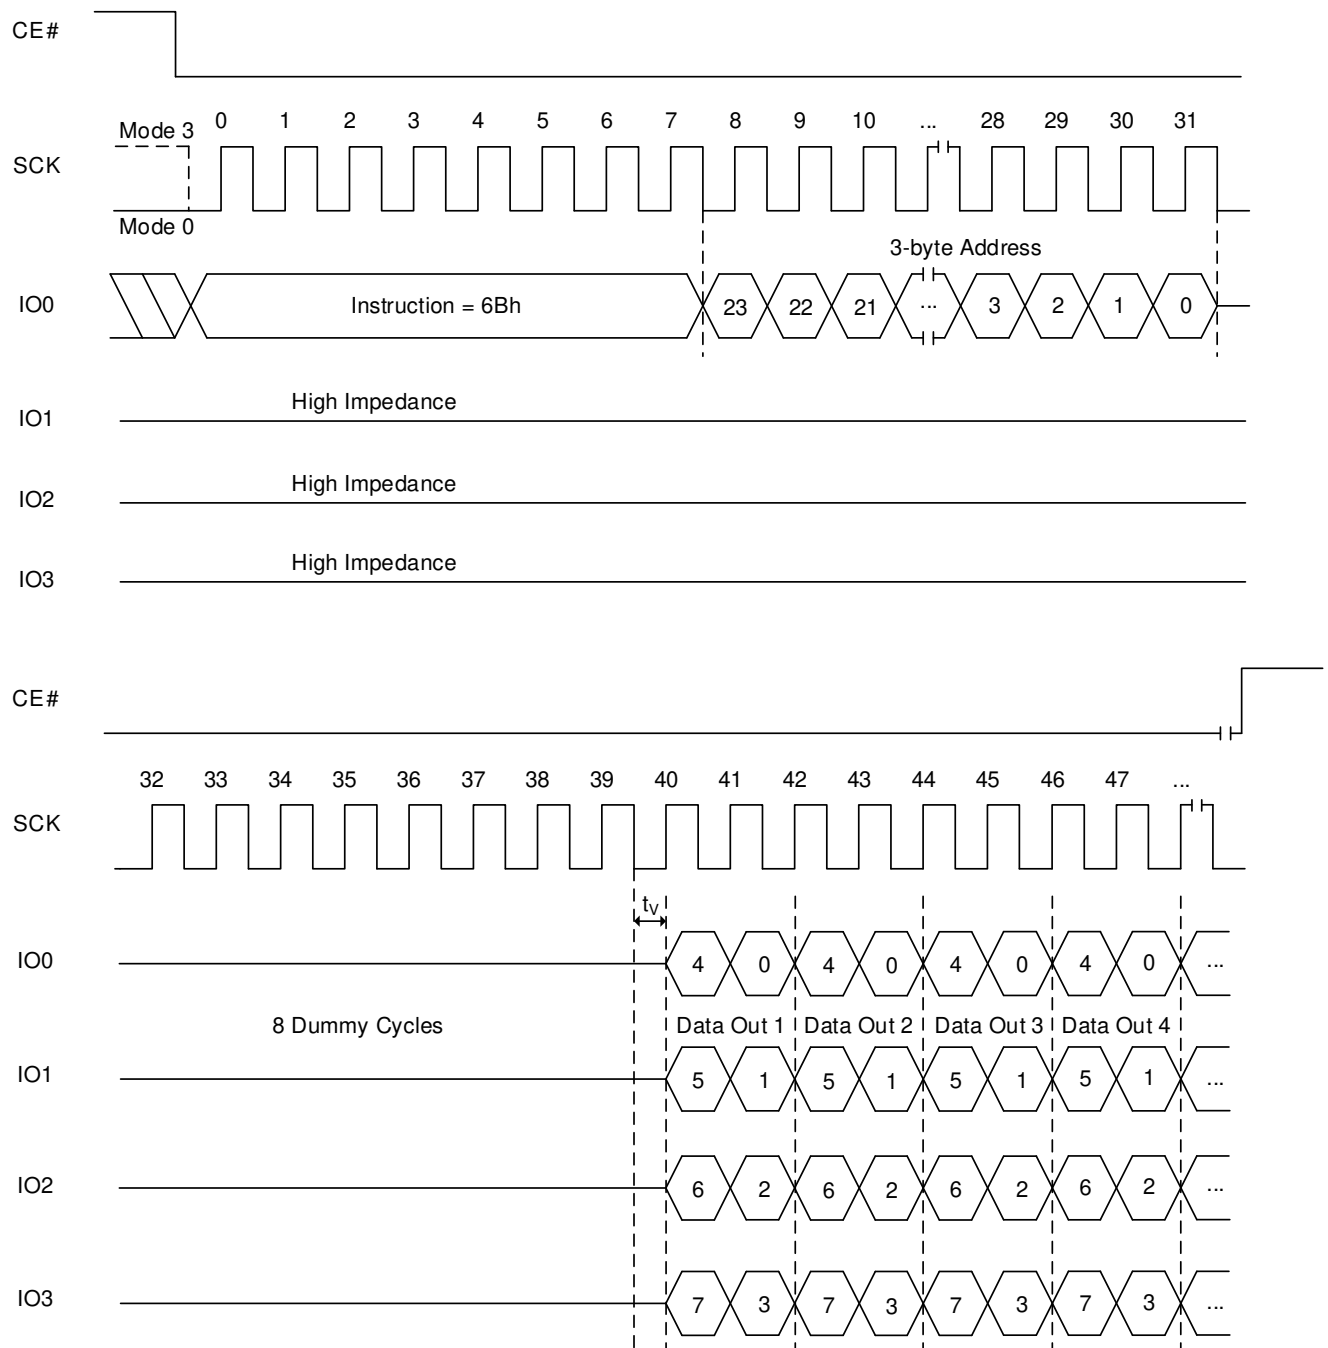 CE#
Mode 3 0 1 2 3 4 5 6 7 8 9 10 ... 28 29 30 31
SCK
Mode 0
3-byte Address
IO0 Instruction = 6Bh 23 22 21 ... 3 2 1 0
High Impedance
IO1
High Impedance
IO2
High Impedance
IO3
CE#
32 33 34 35 36 37 38 39 40 41 42 43 44 45 46 47 ...
SCK
tV
IO0 4 0 4 0 4 0 4 0 ...
8 Dummy Cycles Data Out 1 Data Out 2 Data Out 3 Data Out 4
IO1 5 1 5 1 5 1 5 1 ...
IO2 6 2 6 2 6 2 6 2 ...
IO3 7 3 7 3 7 3 7 3 ...